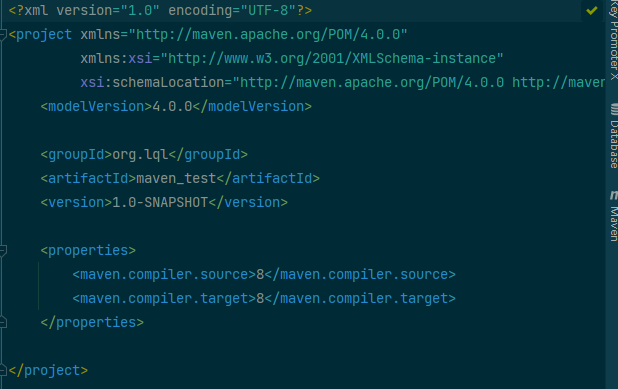 <?xml version="1.0" encoding="UTF-8"?>
<project xmlns="http://maven.apache.org/POM/4.0.0"
xmlns:xsi="http://www.w3.org/2001/XMLSchema-instance"
xsi:schemaLocation="http://maven.apache.org/POM/4.0.0 http://maven
<modelVersion>4.0.0</modelVersion>
<groupId>org.lql</groupId>
<artifactId>maven_test</artifactId>
<version>1.0-SNAPSHOT</version>
<properties>
<maven.compiler.source>8</maven.compiler.source>
<maven.compiler.target>8</maven.compiler.target>
</properties>
</project>
Key Promoter X
Database
m Maven